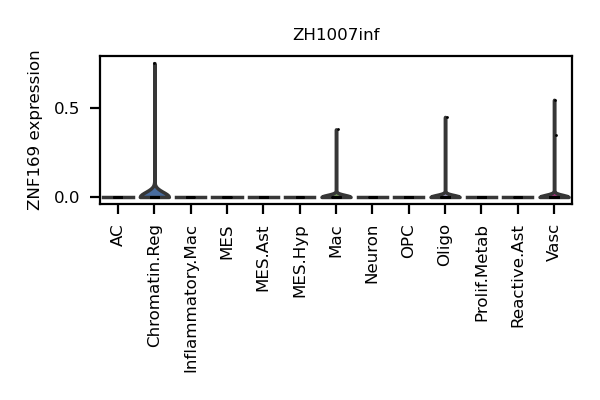 ZH1007inf
ZNF169 expression
0.5
0.0
AC
Chromatin.Reg
Inflammatory.Mac
MES
MES.Ast
MES.Hyp
Mac
Neuron
OPC
Oligo
Prolif.Metab
Reactive.Ast
Vasc